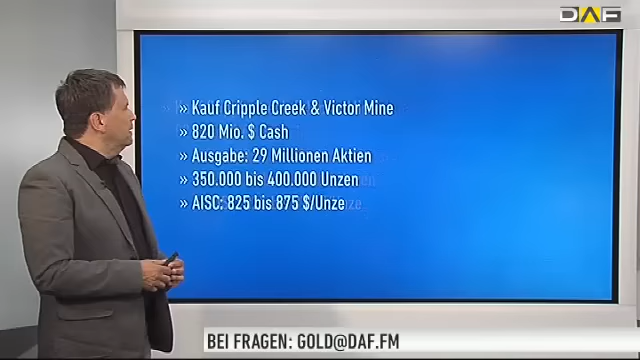 DAF
» Kauf Cripple Creek & Victor Mine
» 820 Mio. $ Cash
» Ausgabe: 29 Millionen Aktien
» 350.000 bis 400.000 Unzen
» AISC: 825 bis 875 $/Unze
BEI FRAGEN: GOLD@DAF.FM